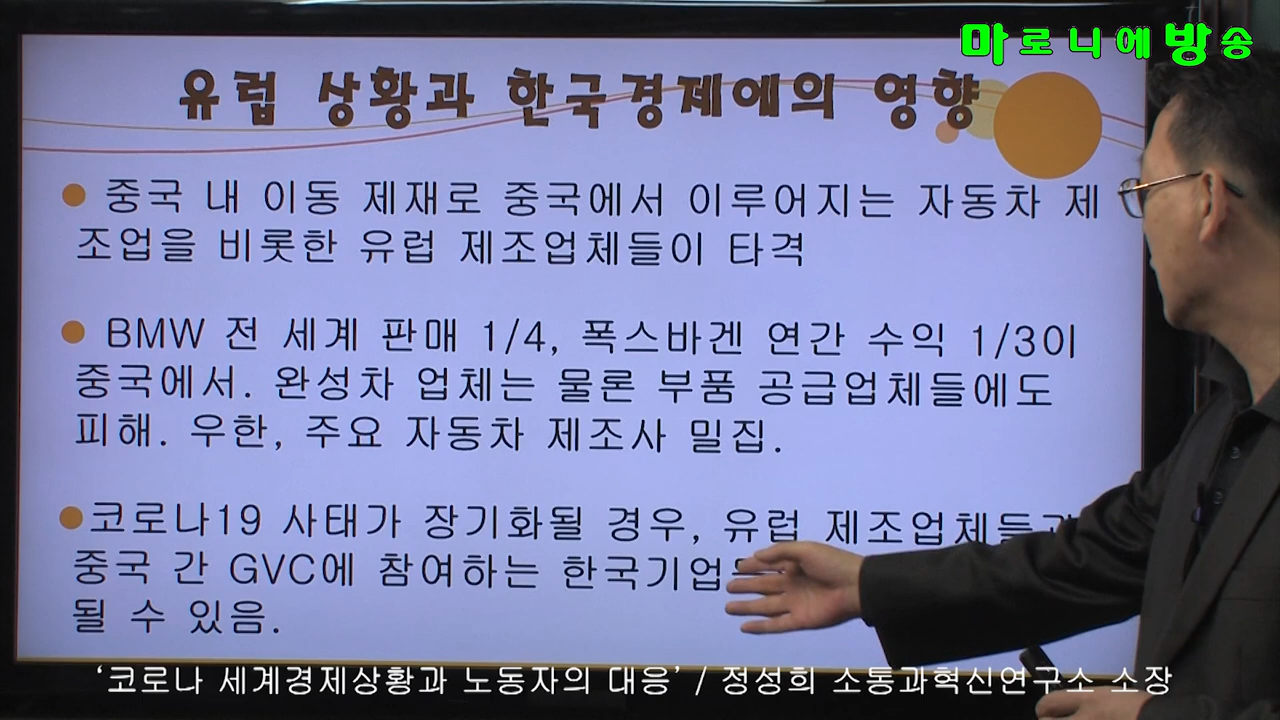 마로니에방송
유럽 상황과 한국경제에의 영향
● 중국 내 이동 제재로 중국에서 이루어지는 자동차 제
조업을 비롯한 유럽 제조업체들이 타격
● BMW 전 세계 판매 1/4, 폭스바겐 연간 수익 1/3이
중국에서. 완성차 업체는 물론 부품 공급업체들에도
피해. 우한, 주요 자동차 제조사 밀집.
●코로나19 사태가 장기화될 경우, 유럽 제조업체들과
중국 간 GVC에 참여하는 한국기업
될 수 있음.
‘코로나 세계경제상황과 노동자의 대응’ / 정성희 소통과혁신연구소 소장